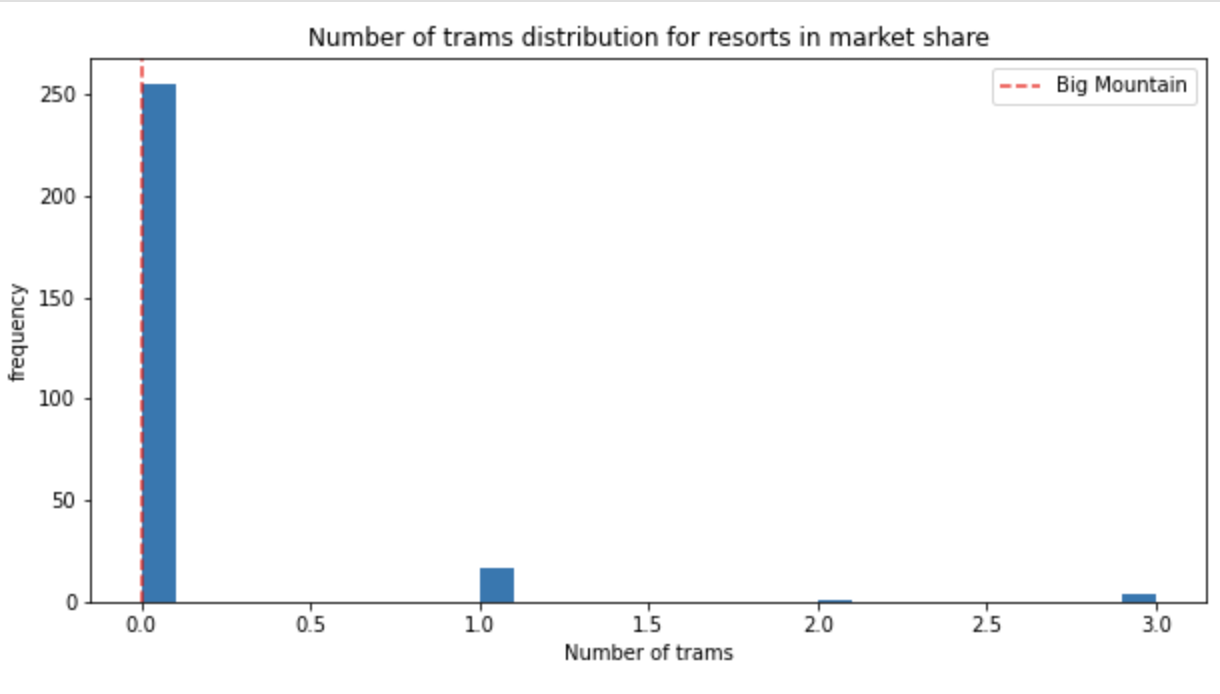 Number of trams distribution for resorts in market share
Big Mountain
250
200
150
100
50
0
frequency
0.0 0.5 1.0 1.5 2.0 2.5 3.0
Number of trams